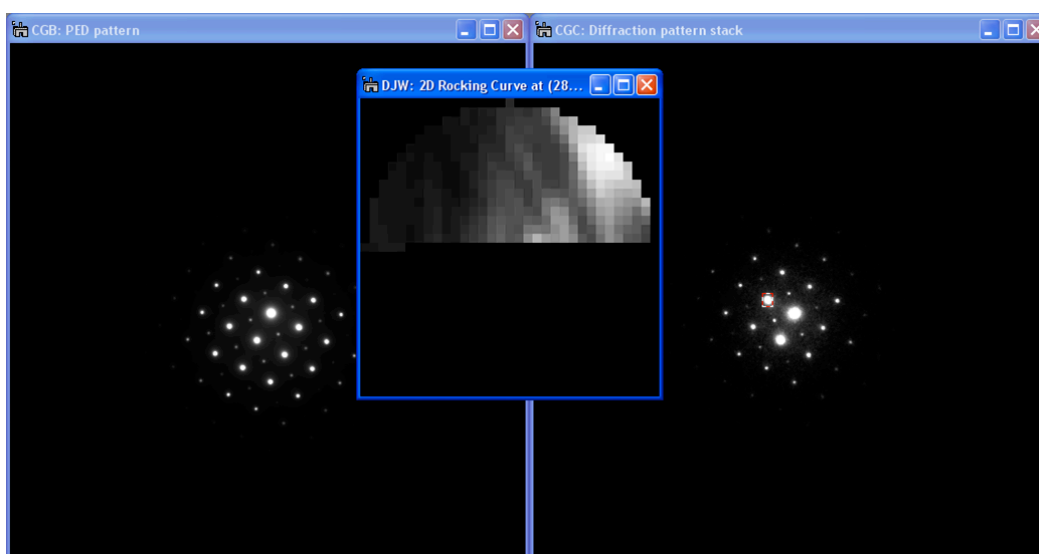 CGB: PED pattern
CGC: Diffraction pattern stack
DJW: 2D Rocking Curve at (28...